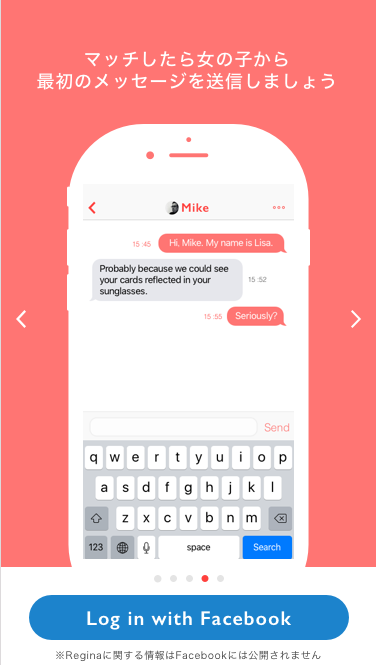 マッチしたら女の子から
最初のメッセージを送信しましょう
Mike
15:45 Hi, Mike. My name is Lisa.
Probably because we could see
your cards reflected in your
sunglasses.
15:52
15:55 Seriously?
Send
q w e r t y u i o p
a s d f g h j k l
z x c v b n m
123 space Search
Log in with Facebook
※Reginaに関する情報はFacebookには公開されません